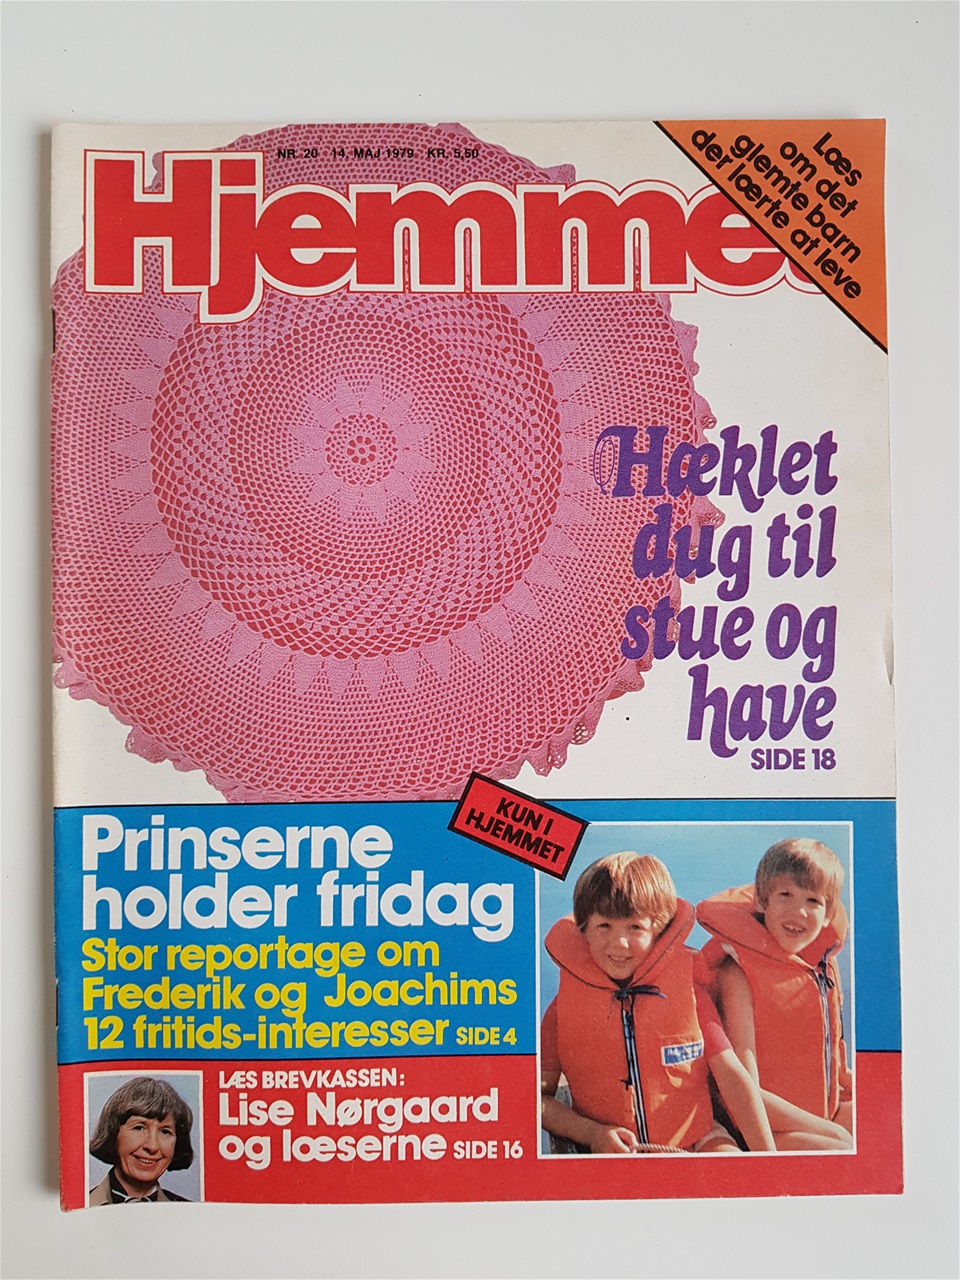 NR. 20 14. MAJ 1979 KR. 5,50
Hjemmet
Læs
om det
glemte barn
der lærte at leve
Hæklet
dug til
stue og
have
SIDE 18
KUN I
HJEMMET
Prinserne
holder fridag
Stor reportage om
Frederik og Joachims
12 fritids-interesser SIDE 4
LÆS BREVKASSEN:
Lise Nørgaard
og læserne SIDE 16